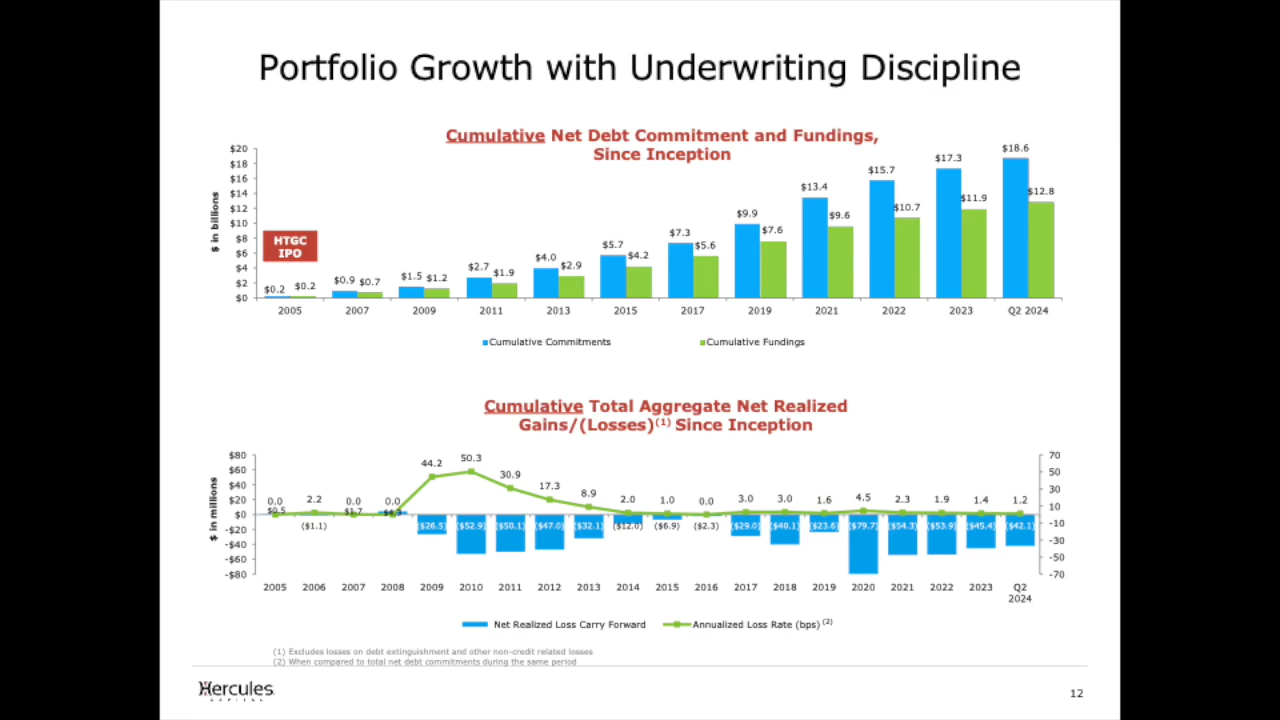 Portfolio Growth with Underwriting Discipline
Cumulative Net Debt Commitment and Fundings,
Since Inception
$ in billions
$20
$18
$16
$14
$12
$10
$8
$6
$4
$2
$0
HTGC
IPO
$0.2 $0.2
$0.9 $0.7
$1.5 $1.2
$2.7 $1.9
$4.0 $2.9
$5.7 $4.2
$7.3 $5.6
$9.9 $7.6
$13.4 $9.6
$15.7 $10.7
$17.3 $11.9
$18.6 $12.8
2005 2007 2009 2011 2013 2015 2017 2019 2021 2022 2023 Q2 2024
Cumulative Commitments Cumulative Fundings
Cumulative Total Aggregate Net Realized
Gains/(Losses)(1) Since Inception
$ in millions
$80
$60
$40
$20
$0
-$20
-$40
-$60
-$80
0.0 2.2 0.0 0.0 44.2 50.3 30.9 17.3 8.9 2.0 1.0 0.0 3.0 3.0 1.6 4.5 2.3 1.9 1.4 1.2
$0.5 ($1.1) $1.7 ($26.5) ($52.9) ($50.1) ($47.0) ($32.1) ($12.0) ($6.9) ($2.3) ($29.0) ($40.1) ($23.6) ($79.7) ($54.3) ($53.9) ($45.4) ($42.1)
70
50
30
10
-10
-30
-50
-70
2005 2006 2007 2008 2009 2010 2011 2012 2013 2014 2015 2016 2017 2018 2019 2020 2021 2022 2023 Q2
2024
Net Realized Loss Carry Forward Annualized Loss Rate (bps) (2)
(1) Excludes losses on debt extinguishment and other non-credit related losses
(2) When compared to total net debt commitments during the same period
Hercules
CAPITAL
12